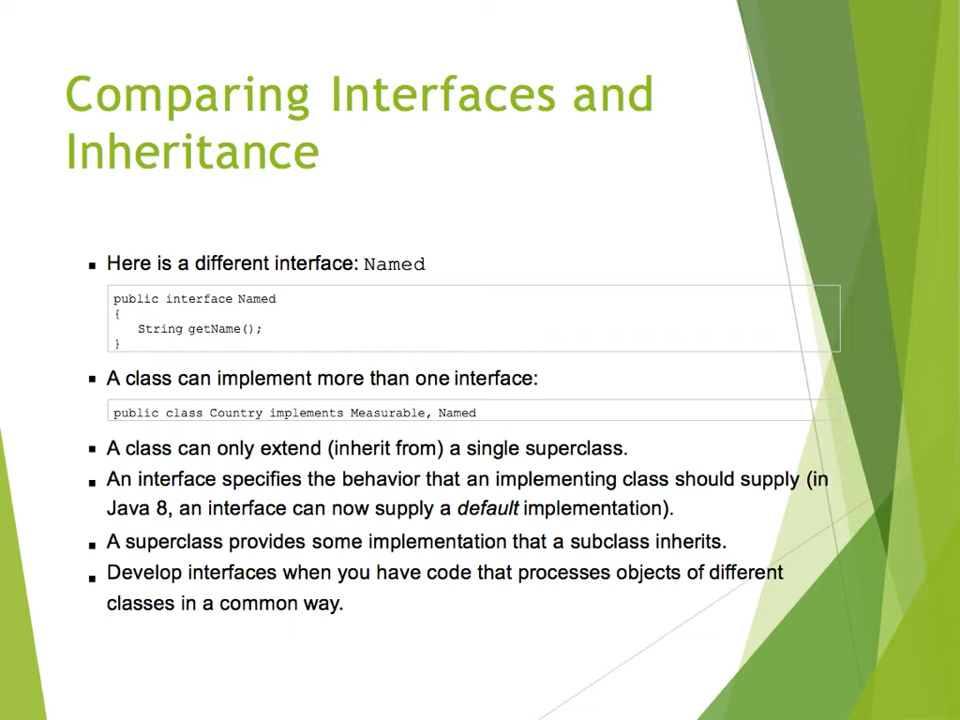 Comparing Interfaces and
Inheritance
Here is a different interface: Named
public interface Named
{
String getName();
}
A class can implement more than one interface:
public class Country implements Measurable, Named
A class can only extend (inherit from) a single superclass.
An interface specifies the behavior that an implementing class should supply (in
Java 8, an interface can now supply a default implementation).
A superclass provides some implementation that a subclass inherits.
Develop interfaces when you have code that processes objects of different
classes in a common way.